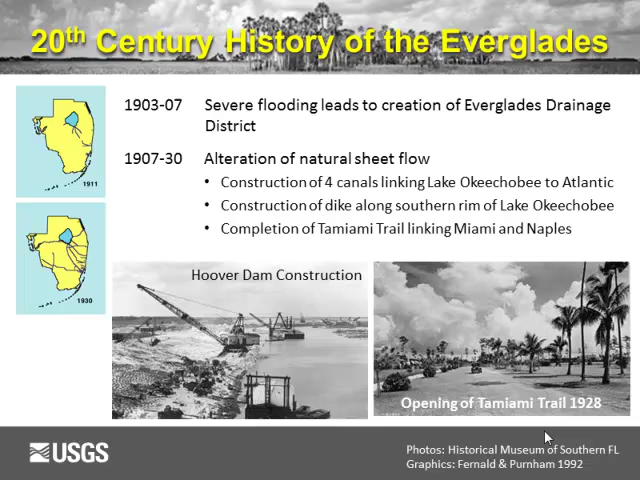 20th Century History of the Everglades
1903-07 Severe flooding leads to creation of Everglades Drainage
District
1907-30 Alteration of natural sheet flow
• Construction of 4 canals linking Lake Okeechobee to Atlantic
• Construction of dike along southern rim of Lake Okeechobee
• Completion of Tamiami Trail linking Miami and Naples
1911
1930
Hoover Dam Construction
Opening of Tamiami Trail 1928
USGS
Photos: Historical Museum of Southern FL
Graphics: Fernald & Purnham 1992